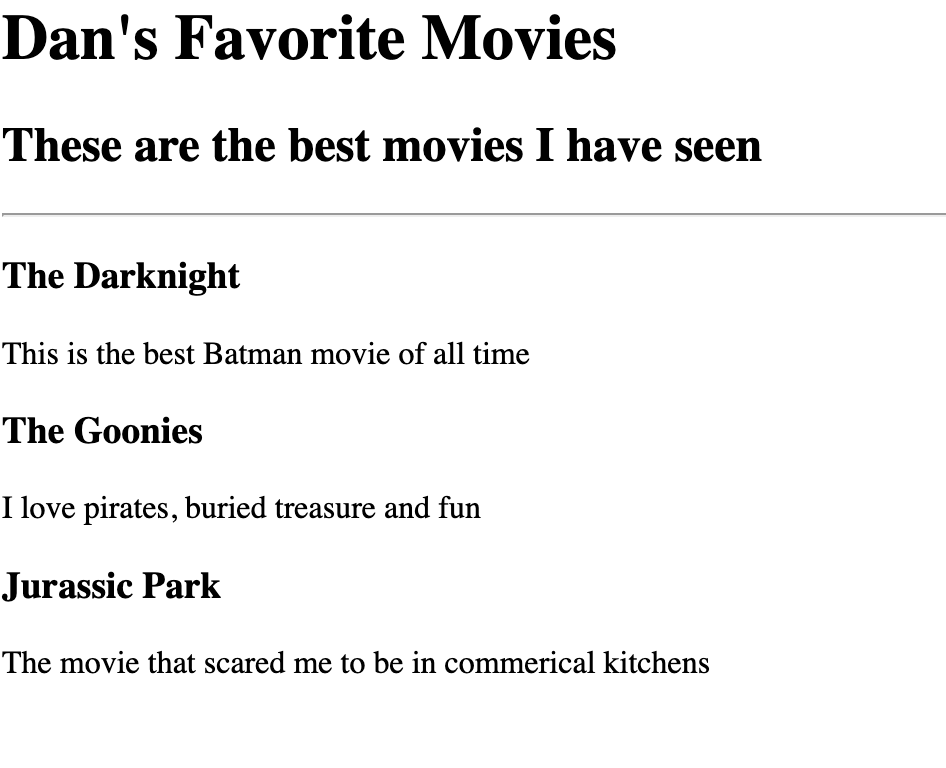 Dan's Favorite Movies
These are the best movies I have seen
The Darknight
This is the best Batman movie of all time
The Goonies
I love pirates, buried treasure and fun
Jurassic Park
The movie that scared me to be in commerical kitchens